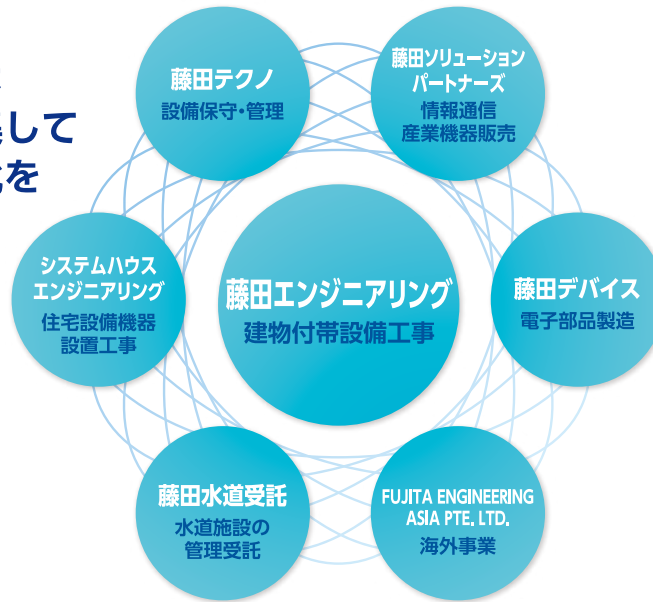 して
を
藤田テクノ
設備保守・管理
藤田ソリューション
パートナーズ
情報通信
産業機器販売
システムハウス
エンジニアリング
住宅設備機器
設置工事
藤田エンジニアリング
建物付帯設備工事
藤田デバイス
電子部品製造
藤田水道受託
水道施設の
管理受託
FUJITA ENGINEERING
ASIA PTE. LTD.
海外事業